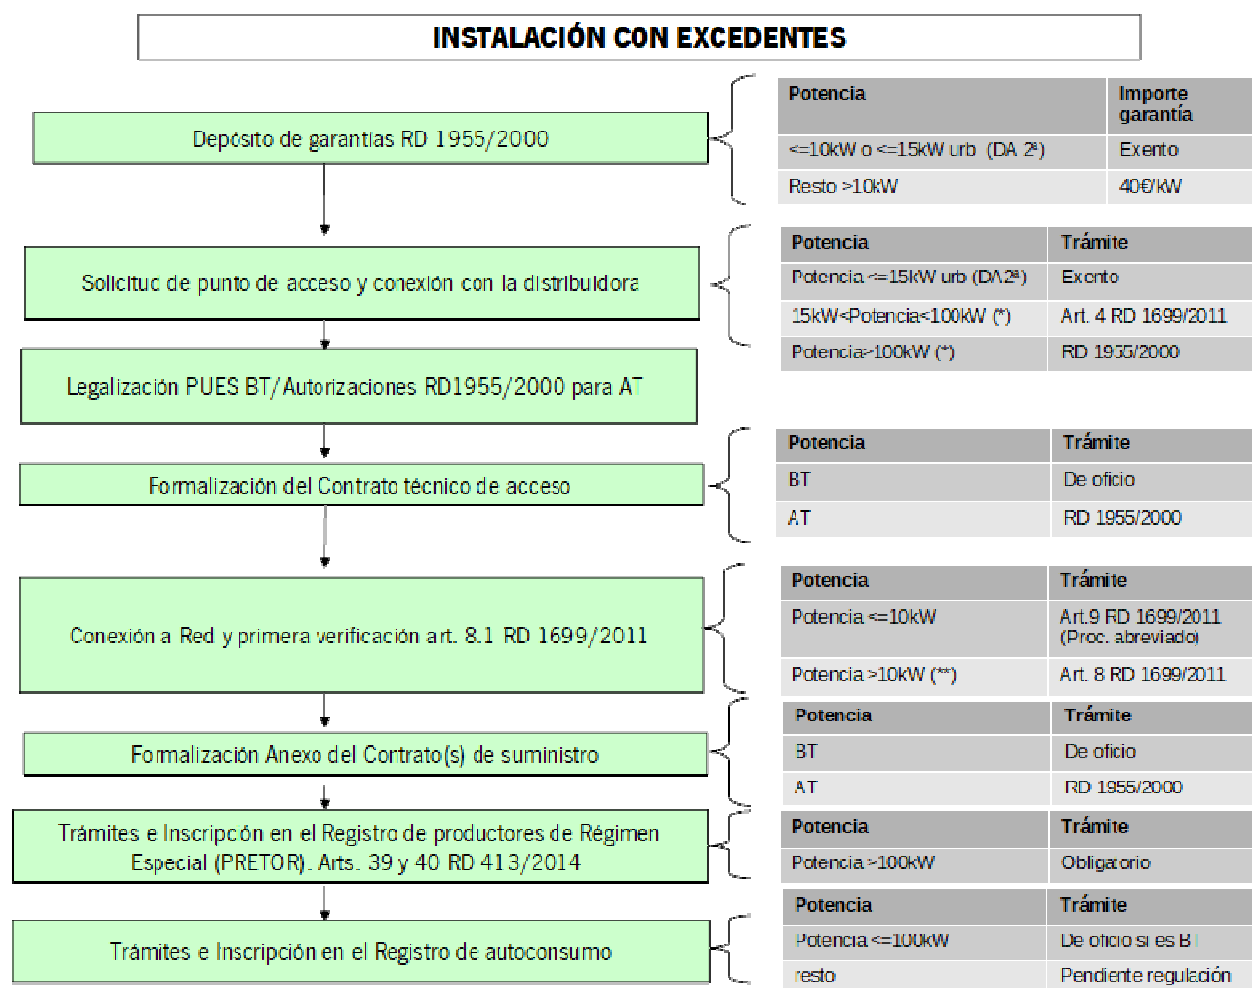 INSTALACIÓN CON EXCEDENTES
Depósito de garantías RD 1955/2000
Potencia Importe garantía
<=10kW o <=15kW urb (DA 2ª) Exento
Resto >10kW 40€/kW
Solicitud de punto de acceso y conexión con la distribuidora
Potencia Trámite
Potencia <=15kW urb (DA 2ª) Exento
15kW<Potencia<100kW (*) Art. 4 RD 1699/2011
Potencia>100kW (*) RD 1955/2000
Legalización PUES BT/Autorizaciones RD1955/2000 para AT
Formalización del Contrato técnico de acceso
Potencia Trámite
BT De oficio
AT RD 1955/2000
Conexión a Red y primera verificación art. 8.1 RD 1699/2011
Potencia Trámite
Potencia <=10kW Art.9 RD 1699/2011
(Proc. abreviado)
Potencia >10kW (**) Art. 8 RD 1699/2011
Formalización Anexo del Contrato(s) de suministro
Potencia Trámite
BT De oficio
AT RD 1955/2000
Trámites e Inscripcón en el Registro de productores de Régimen
Especial (PRETOR). Arts. 39 y 40 RD 413/2014
Potencia Trámite
Potencia >100kW Obligatorio
Trámites e Inscripción en el Registro de autoconsumo
Potencia Trámite
Potencia <=100kW De oficio si es BT
resto Pendiente regulación